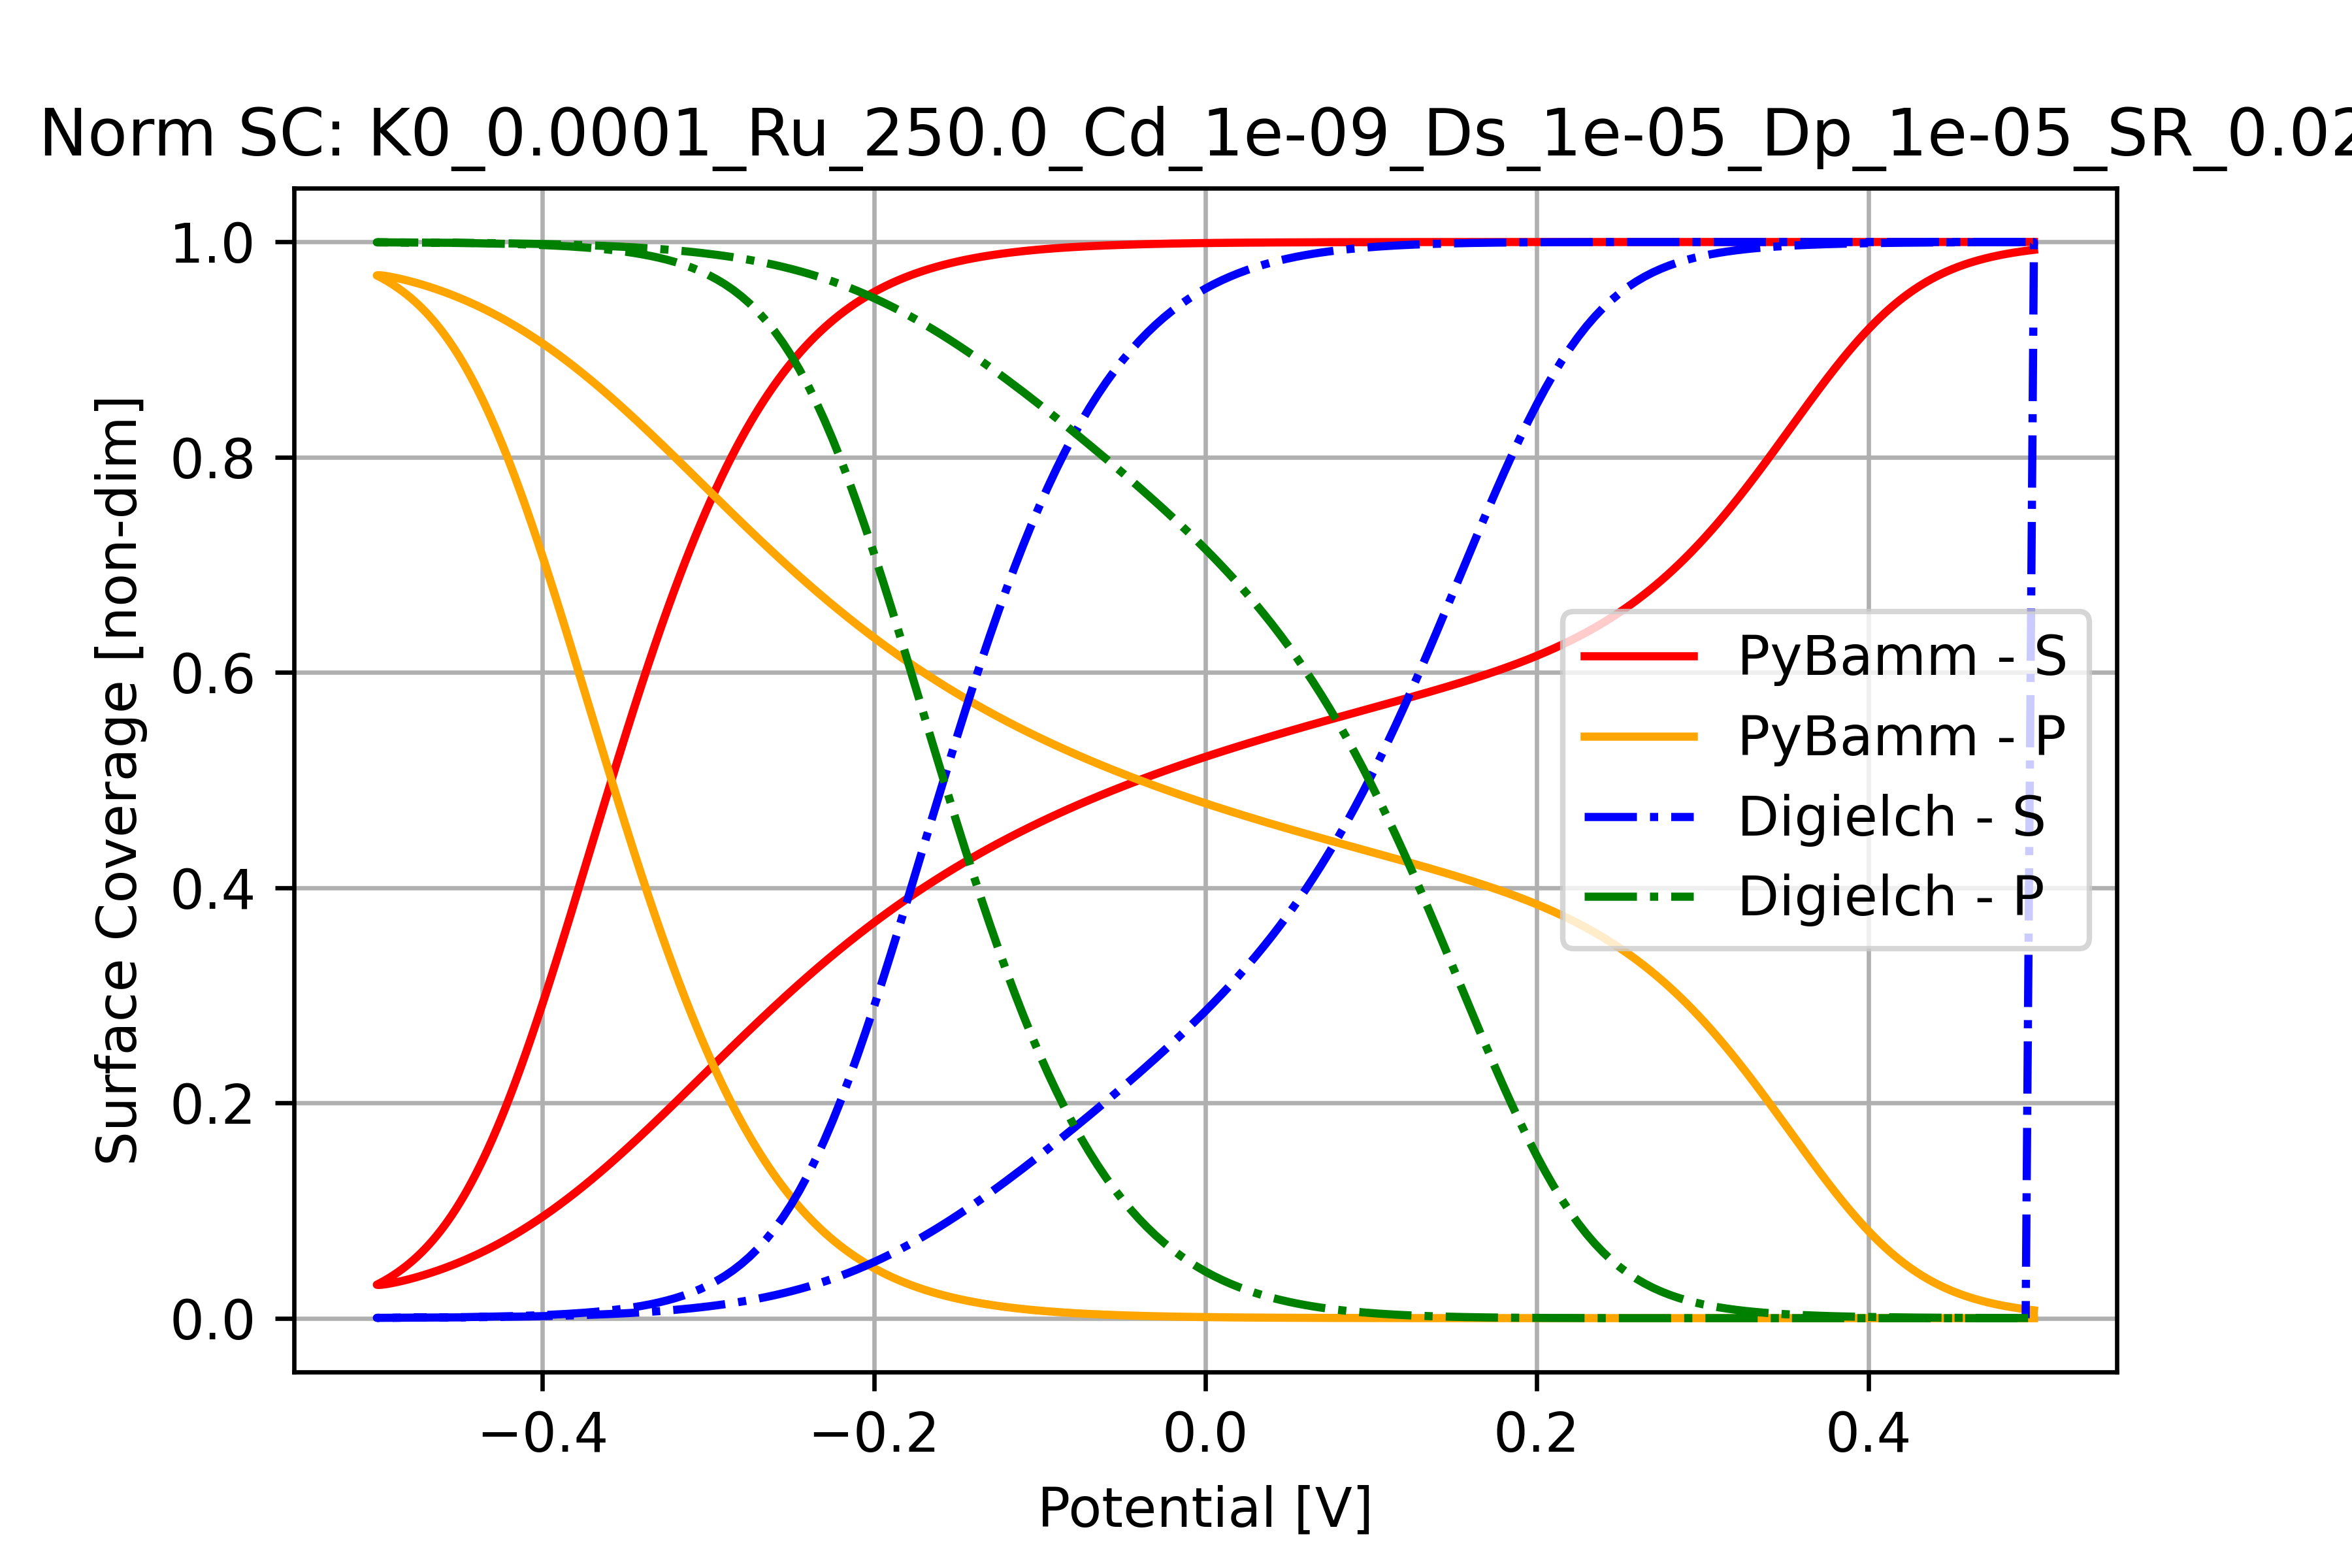 Norm SC: K0_0.0001_Ru_250.0_Cd_1e-09_Ds_1e-05_Dp_1e-05_SR_0.02
Surface Coverage [non-dim]
1.0
0.8
0.6
0.4
0.2
0.0
PyBamm - S
PyBamm - P
Digielch - S
Digielch - P
−0.4
−0.2
0.0
0.2
0.4
Potential [V]